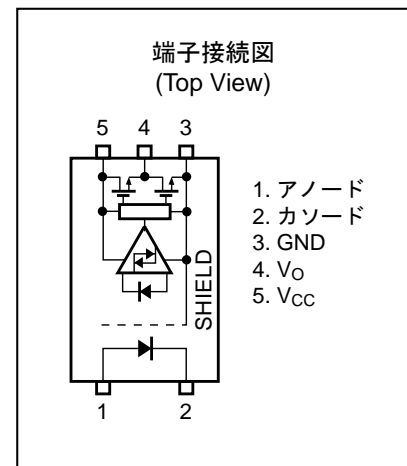 端子接続図
(Top View)
5 4 3
1. アノード
2. カソード
3. GND
4. VO
5. VCC
SHIELD
1 2